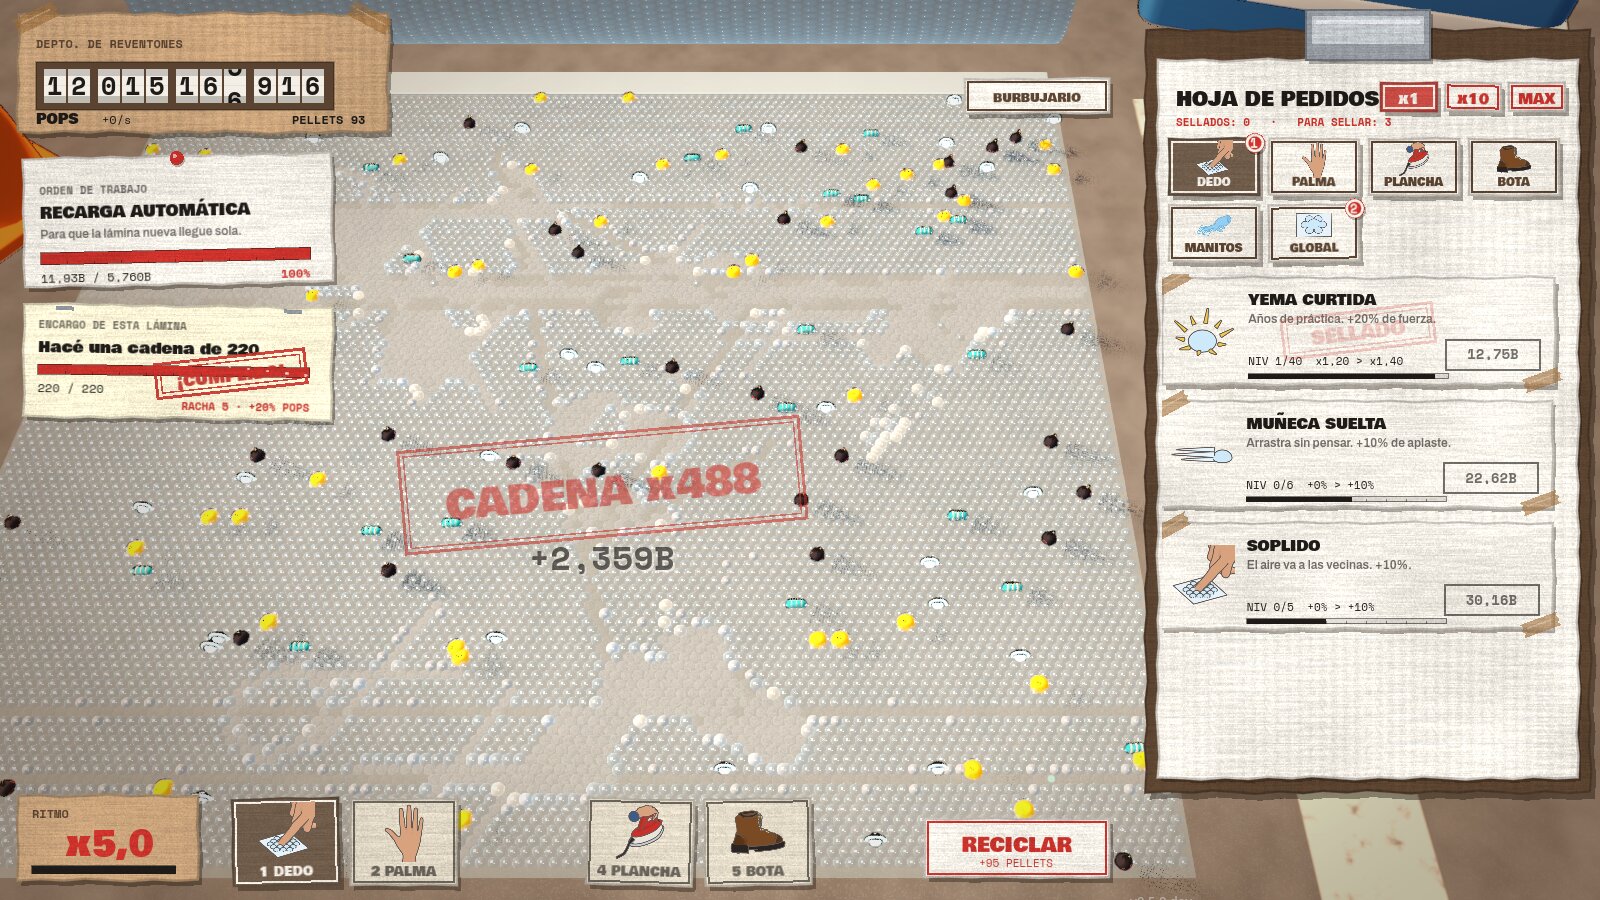 DEPTO. DE REVENTONES
12 015 16 916
POPS +0/s PELLETS 93
ORDEN DE TRABAJO
RECARGA AUTOMÁTICA
Para que la lámina nueva llegue sola.
11,93B / 5,760B 100%
ENCARGO DE ESTA LÁMINA
Hacé una cadena de 220
220 / 220
RACHA 5 · +20% POPS
BURBUJARIO
CADENA x488
+2,359B
RITMO
x5,0
1 DEDO
2 PALMA
4 PLANCHA
5 BOTA
RECICLAR
+95 PELLETS
HOJA DE PEDIDOS x1 x10 MAX
SELLADOS: 0 · PARA SELLAR: 3
DEDO 1
PALMA
PLANCHA
BOTA
MANITOS
GLOBAL 2
YEMA CURTIDA
Años de práctica. +20% de fuerza.
SELLADO
NIV 1/40 x1,20 > x1,40
12,75B
MUÑECA SUELTA
Arrastra sin pensar. +10% de aplaste.
NIV 0/6 +0% > +10%
22,62B
SOPLIDO
El aire va a las vecinas. +10%.
NIV 0/5 +0% > +10%
30,16B